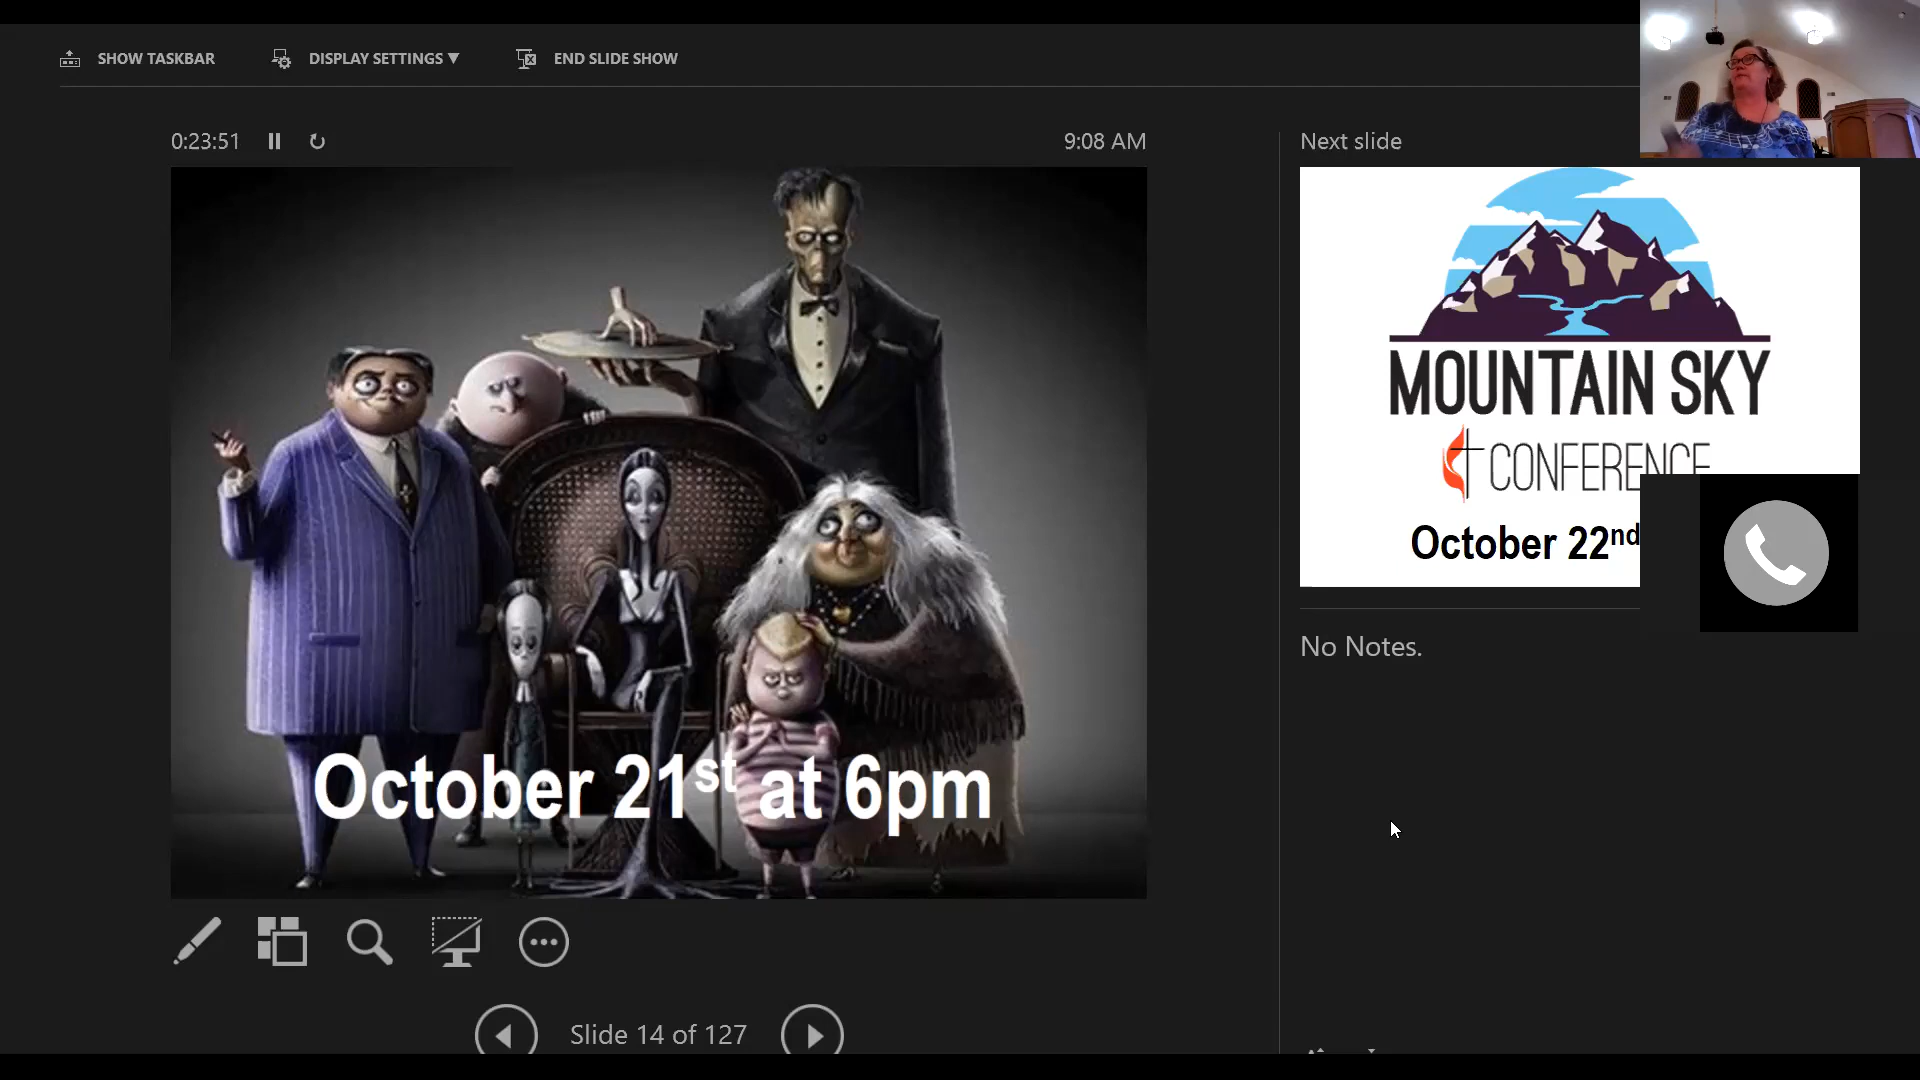 SHOW TASKBAR
DISPLAY SETTINGS ▼
END SLIDE SHOW
0:23:51
9:08 AM
Next slide
October 21st at 6pm
MOUNTAIN SKY
CONFERENCE
October 22nd
No Notes.
Slide 14 of 127